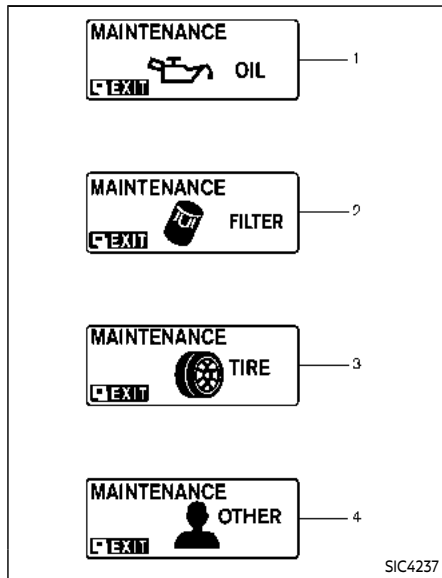 MAINTENANCE
OIL
EXIT
1
MAINTENANCE
FILTER
EXIT
2
MAINTENANCE
TIRE
EXIT
3
MAINTENANCE
OTHER
EXIT
4
SIC4237